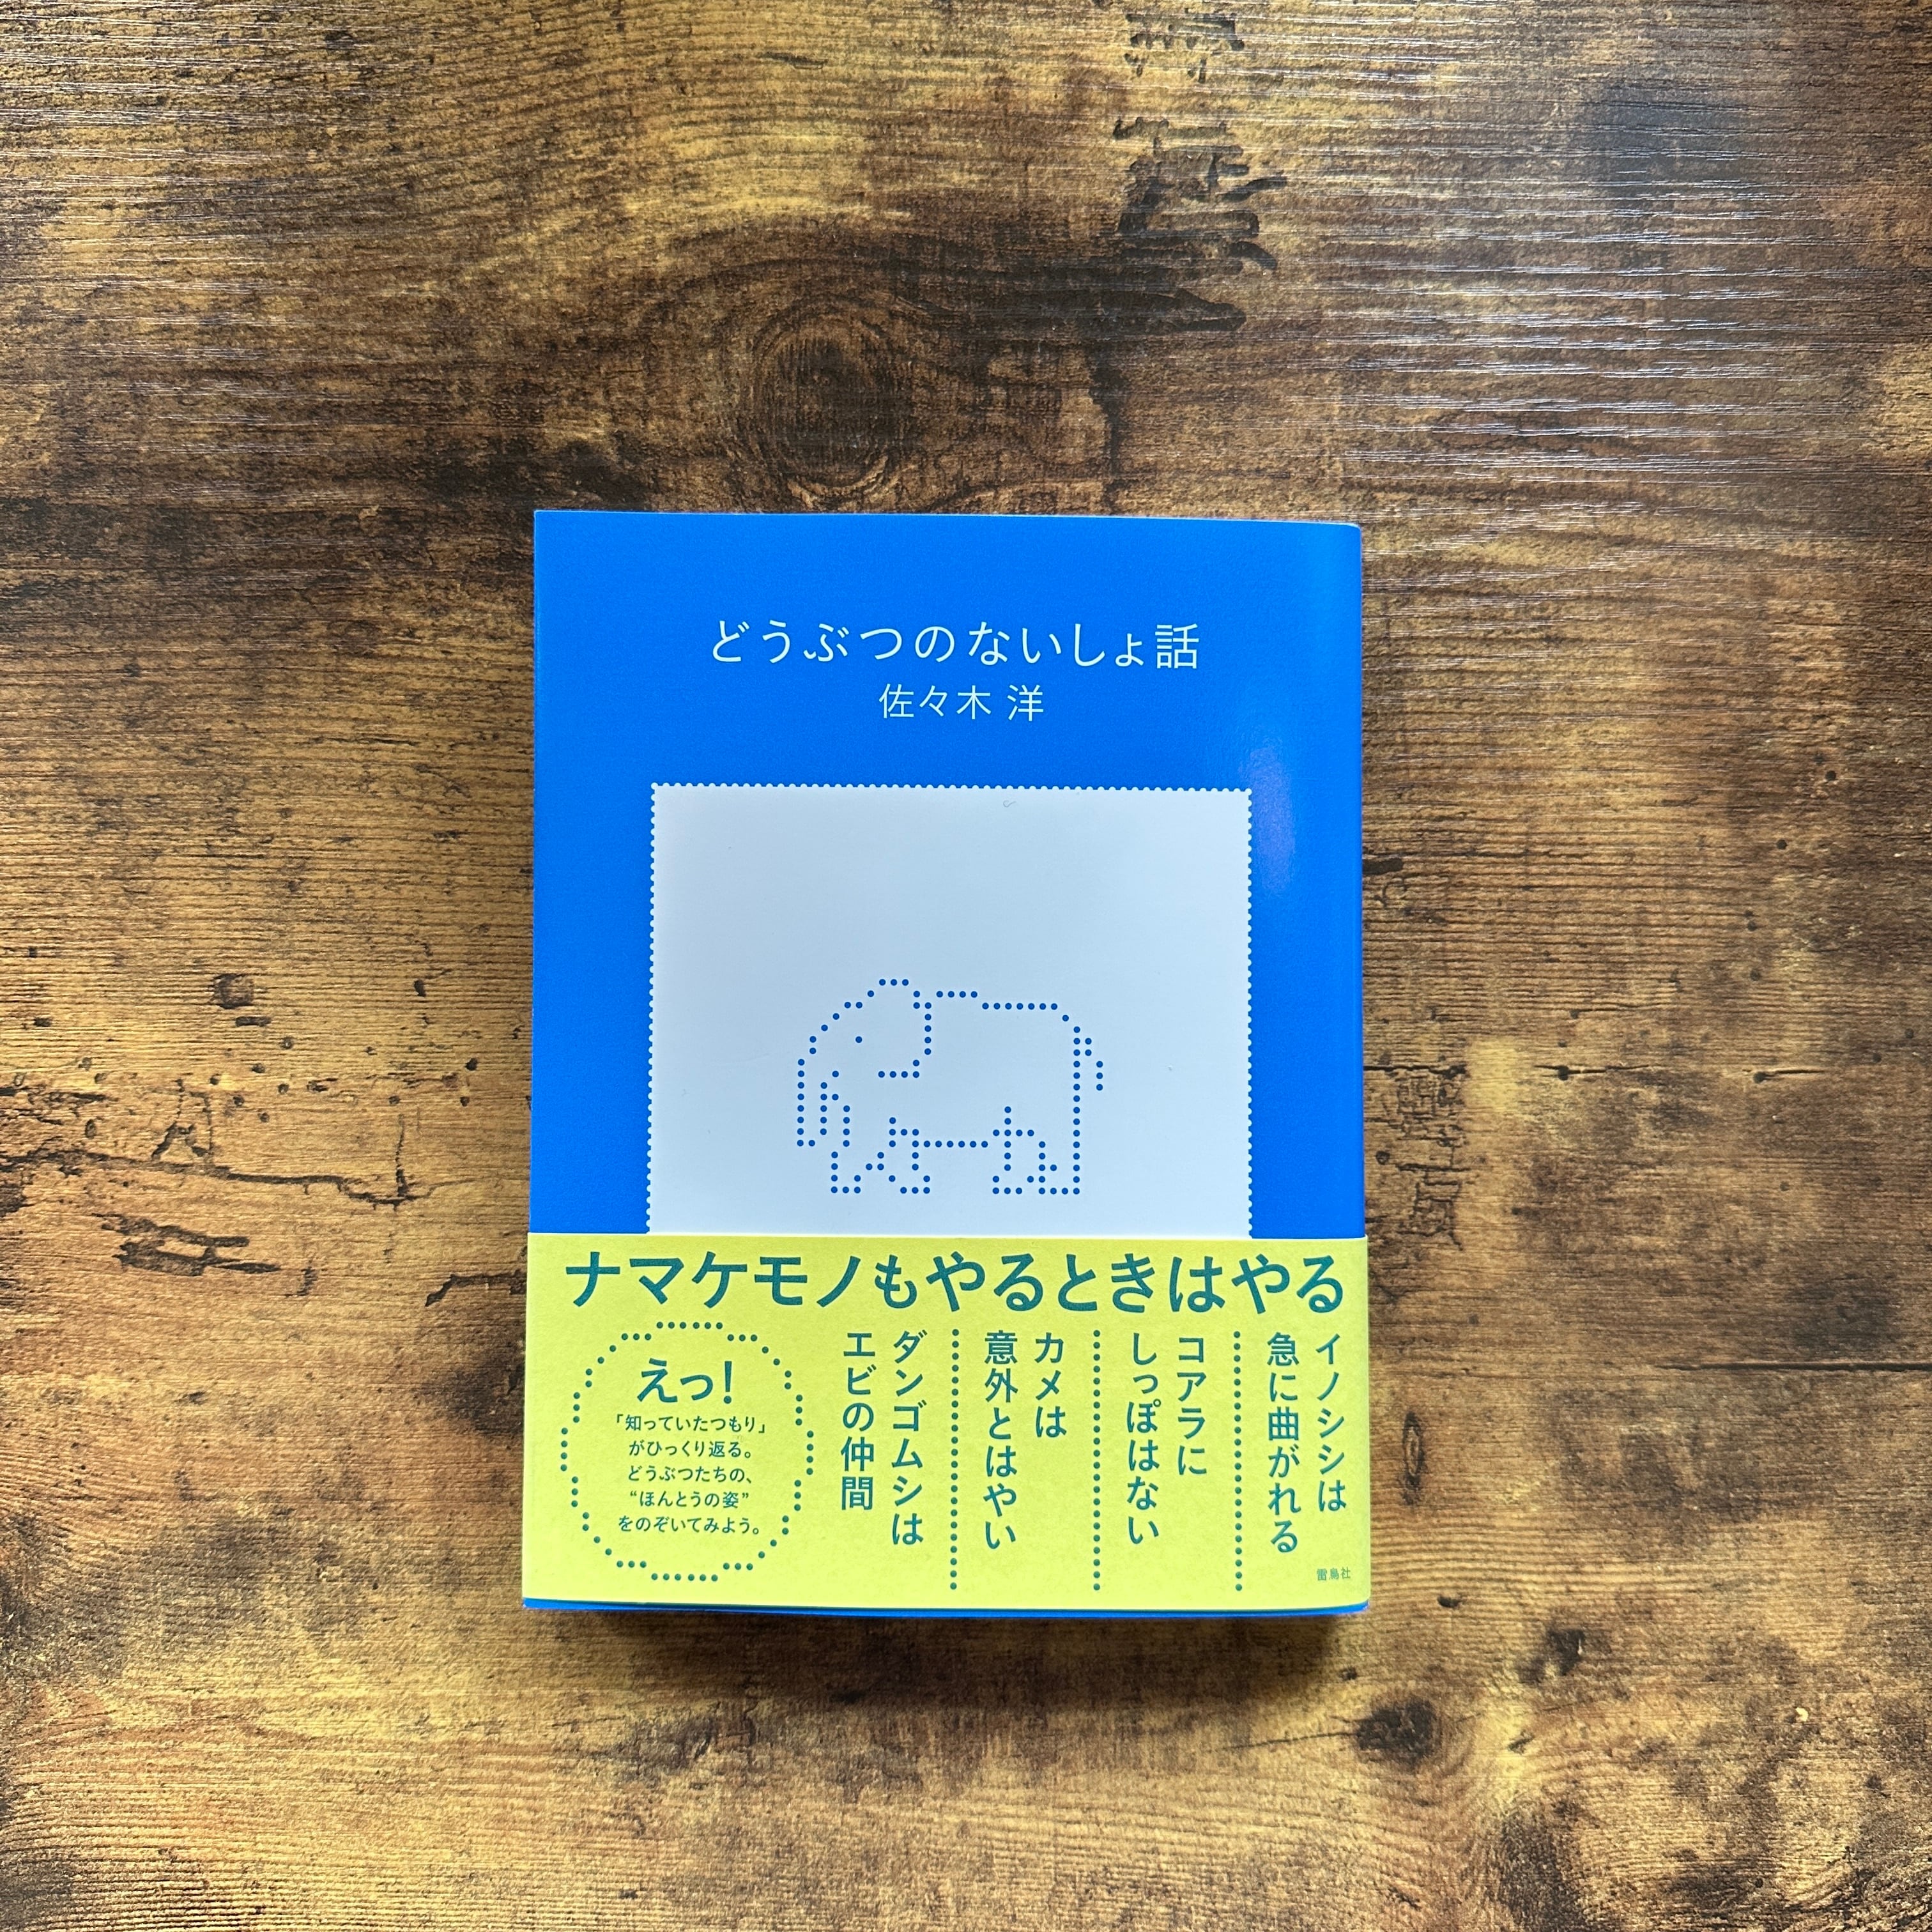 どうぶつのないしょ話
佐々木 洋
ナマケモノもやるときはやる
イノシシは
急に曲がれる
コアラに
しっぽはない
カメは
意外とはやい
ダンゴムシは
エビの仲間
えっ!
「知っていたつもり」
がひっくり返る。
どうぶつたちの、
“ほんとうの姿”
をのぞいてみよう。
雷鳥社